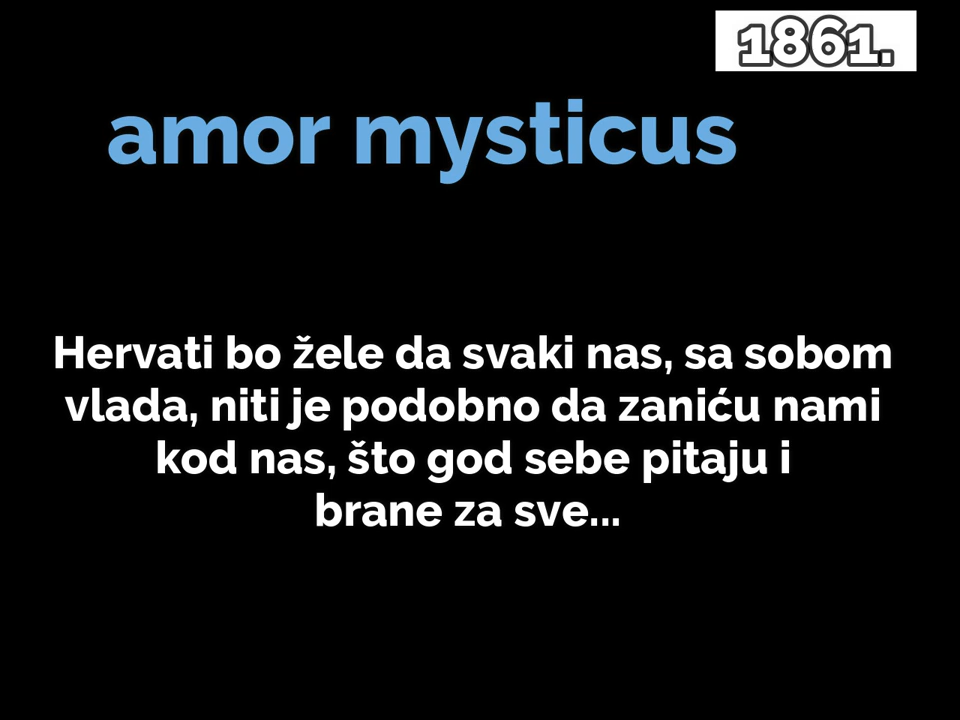 1861.
amor mysticus
Hervati bo žele da svaki nas, sa sobom
vlada, niti je podobno da zaniću nami
kod nas, što god sebe pitaju i
brane za sve...